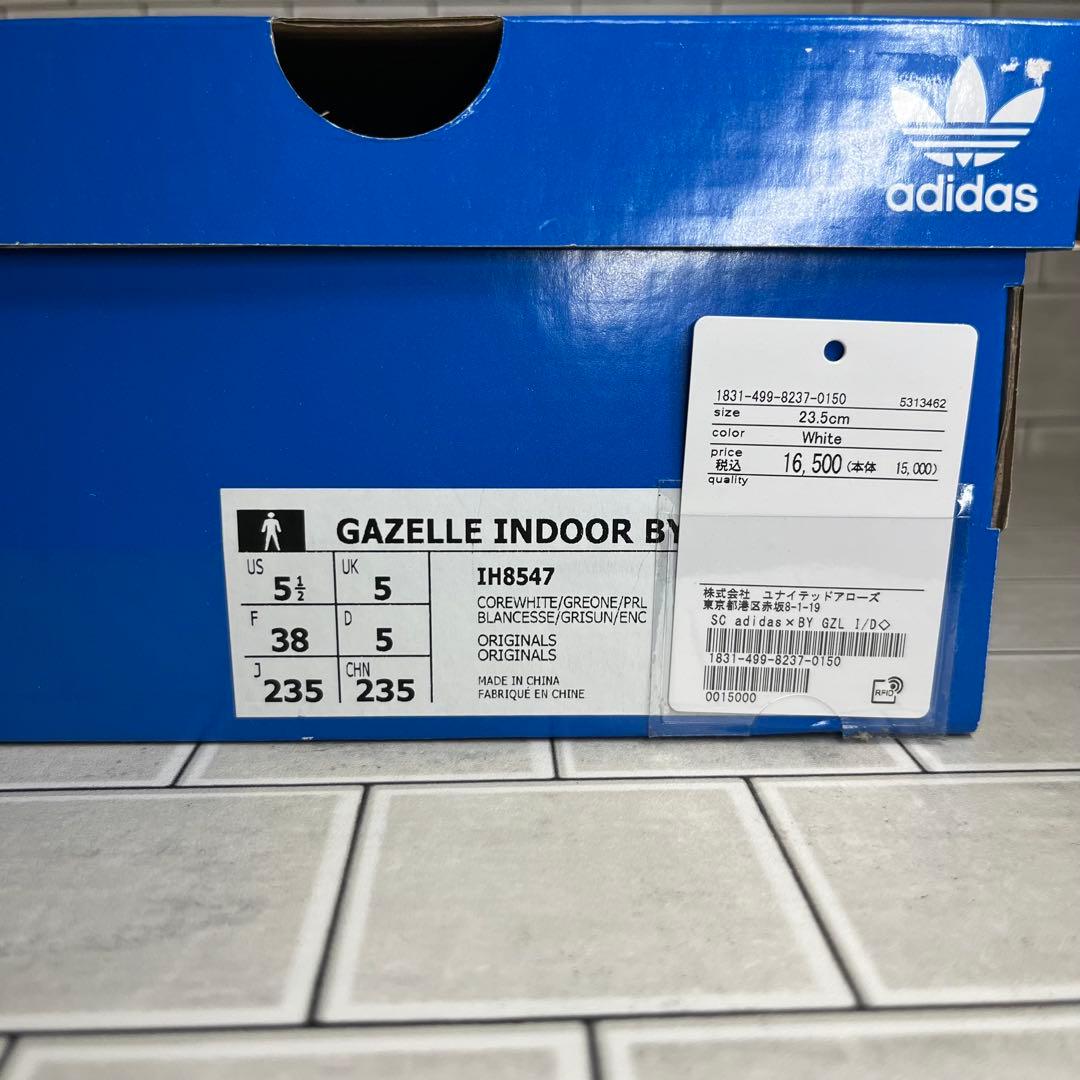 adidas
1831-499-8237-0150 5313462
size 23.5cm
color White
price
税込 16,500 (本体 15,000)
quality
株式会社 ユナイテッドアローズ
東京都港区赤坂8-1-19
SC adidas×BY GZL I/D◇
1831-499-8237-0150
0015000
RFID
GAZELLE INDOOR BY
US 5½ UK 5
F 38 D 5
J 235 CHN 235
IH8547
COREWHITE/GREONE/PRL
BLANCESSE/GRISUN/ENC
ORIGINALS
ORIGINALS
MADE IN CHINA
FABRIQUÉ EN CHINE